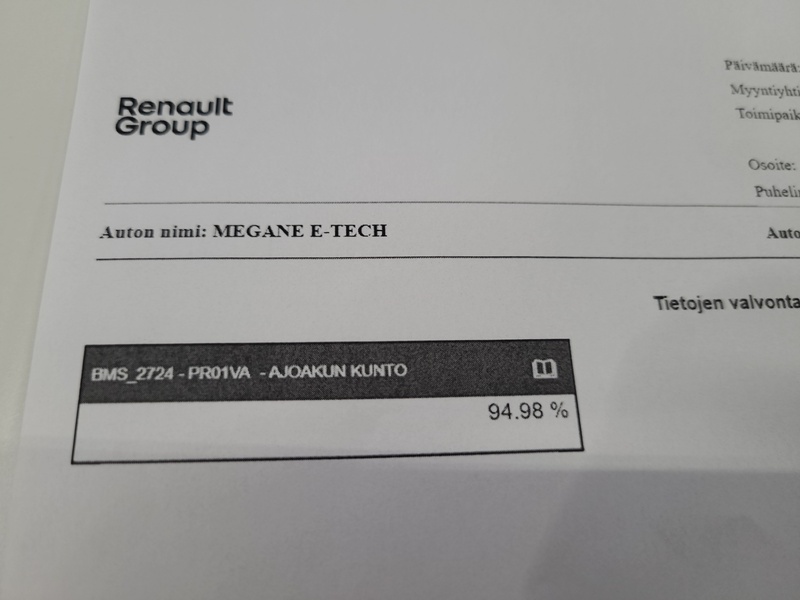 Renault
Group
Päivämäärä:
Myyntiyhti
Toimipaik
Osoite:
Puhelin
Auton nimi: MEGANE E-TECH
Auto
Tietojen valvonta
BMS_2724 - PR01VA - AJOAKUN KUNTO
94.98 %